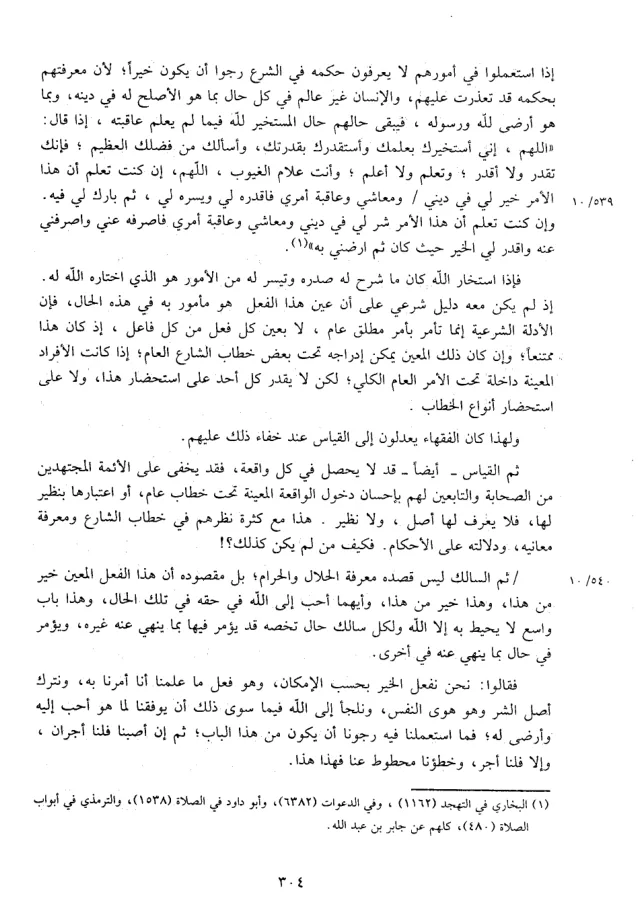 إذا استعملوا في أمورهم لا يعرفون حكمه في الشرع رجوا أن يكون خيراً؛ لأن معرفتهم
بحكمه قد تعذرت عليهم، والإنسان غير عالم في كل حال بما هو الأصلح له في دينه، وبما
هو أرضى لله ورسوله ، فيبقى حالهم حال المستخير لله فيما لم يعلم عاقبته ، إذا قال:
«اللهم ، إني أستخيرك بعلمك وأستقدرك بقدرتك، وأسألك من فضلك العظيم ؛ فإنك
تقدر ولا أقدر ؛ وتعلم ولا أعلم ؛ وأنت علام الغيوب ، اللهم، إن كنت تعلم أن هذا
الأمر خير لي في ديني / ومعاشي وعاقبة أمري فاقدره لي ويسره لي ، ثم بارك لي فيه. ١٠/٥٣٩
وإن كنت تعلم أن هذا الأمر شر لي في ديني ومعاشي وعاقبة أمري فاصرفه عني واصرفني
عنه واقدر لي الخير حيث كان ثم ارضني به»(١).
فإذا استخار الله كان ما شرح له صدره وتيسر له من الأمور هو الذي اختاره الله له.
إذ لم يكن معه دليل شرعي على أن عين هذا الفعل هو مأمور به في هذه الحال، فإن
الأدلة الشرعية إنما تأمر بأمر مطلق عام ، لا بعين كل فعل من كل فاعل ، إذ كان هذا
ممتنعاً؛ وإن كان ذلك المعين يمكن إدراجه تحت بعض خطاب الشارع العام؛ إذا كانت الأفراد
المعينة داخلة تحت الأمر العام الكلي؛ لكن لا يقدر كل أحد على استحضار هذا، ولا على
استحضار أنواع الخطاب .
ولهذا كان الفقهاء يعدلون إلى القياس عند خفاء ذلك عليهم.
ثم القياس ـ أيضاً ـ قد لا يحصل في كل واقعة، فقد يخفى على الأئمة المجتهدين
من الصحابة والتابعين لهم بإحسان دخول الواقعة المعينة تحت خطاب عام، أو اعتبارها بنظير
لها، فلا يعرف لها أصل ، ولا نظير . هذا مع كثرة نظرهم في خطاب الشارع ومعرفة
معانيه، ودلالته على الأحكام. فكيف من لم يكن كذلك؟!
/ ثم السالك ليس قصده معرفة الحلال والحرام؛ بل مقصوده أن هذا الفعل المعين خير ١٠/٥٤٠
من هذا، وهذا خير من هذا، وأيهما أحب إلى الله في حقه في تلك الحال، وهذا باب
واسع لا يحيط به إلا الله ولكل سالك حال تخصه قد يؤمر فيها بما ينهي عنه غيره، ويؤمر
في حال بما ينهي عنه في أخرى.
فقالوا: نحن نفعل الخير بحسب الإمكان، وهو فعل ما علمنا أنا أمرنا به، ونترك
أصل الشر وهو هوى النفس، ونلجأ إلى الله فيما سوى ذلك أن يوفقنا لما هو أحب إليه
وأرضى له؛ فما استعملنا فيه رجونا أن يكون من هذا الباب؛ ثم إن أصبنا فلنا أجران ،
وإلا فلنا أجر، وخطؤنا محطوط عنا فهذا هذا.
(١) البخاري في التهجد (١١٦٢) ، وفي الدعوات (٦٣٨٢)، وأبو داود في الصلاة (١٥٣٨)، والترمذي في أبواب
الصلاة (٤٨٠)، كلهم عن جابر بن عبد الله.
٣٠٤